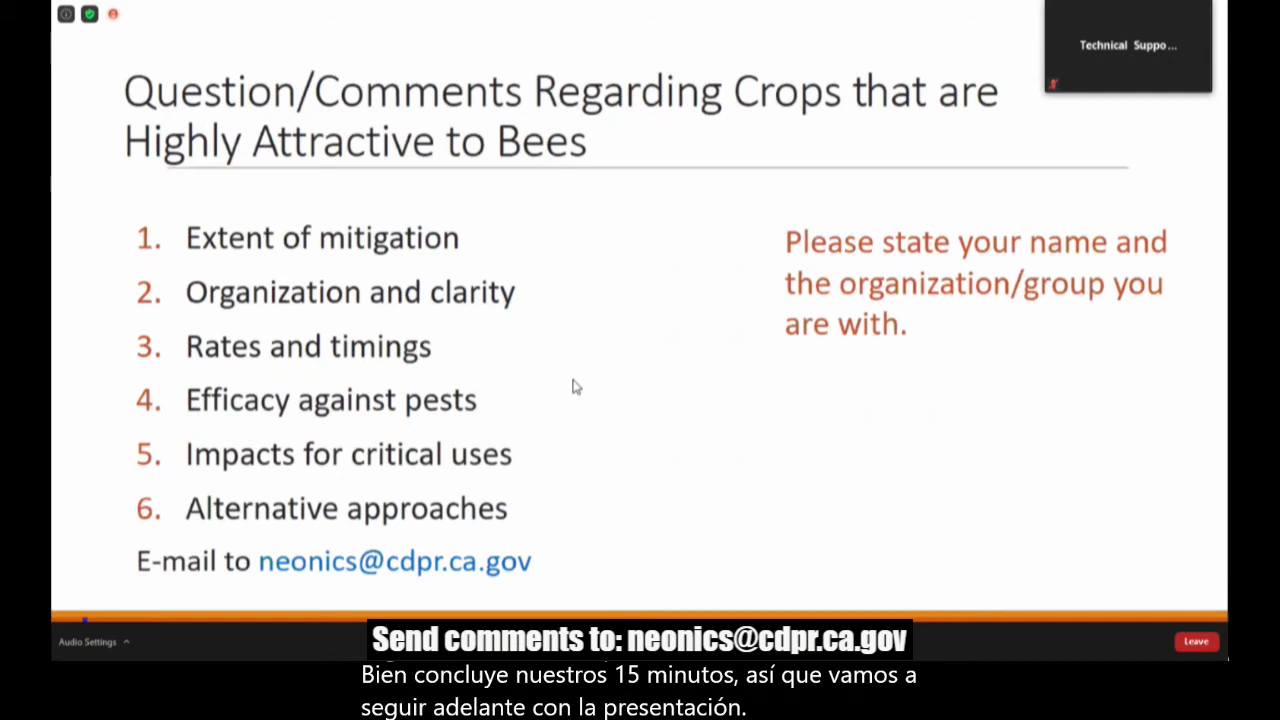 Technical Suppo...
Question/Comments Regarding Crops that are
Highly Attractive to Bees
1. Extent of mitigation
2. Organization and clarity
3. Rates and timings
4. Efficacy against pests
5. Impacts for critical uses
6. Alternative approaches
E-mail to neonics@cdpr.ca.gov
Please state your name and
the organization/group you
are with.
Audio Settings
Send comments to: neonics@cdpr.ca.gov
Leave
Bien concluye nuestros 15 minutos, así que vamos a
seguir adelante con la presentación.